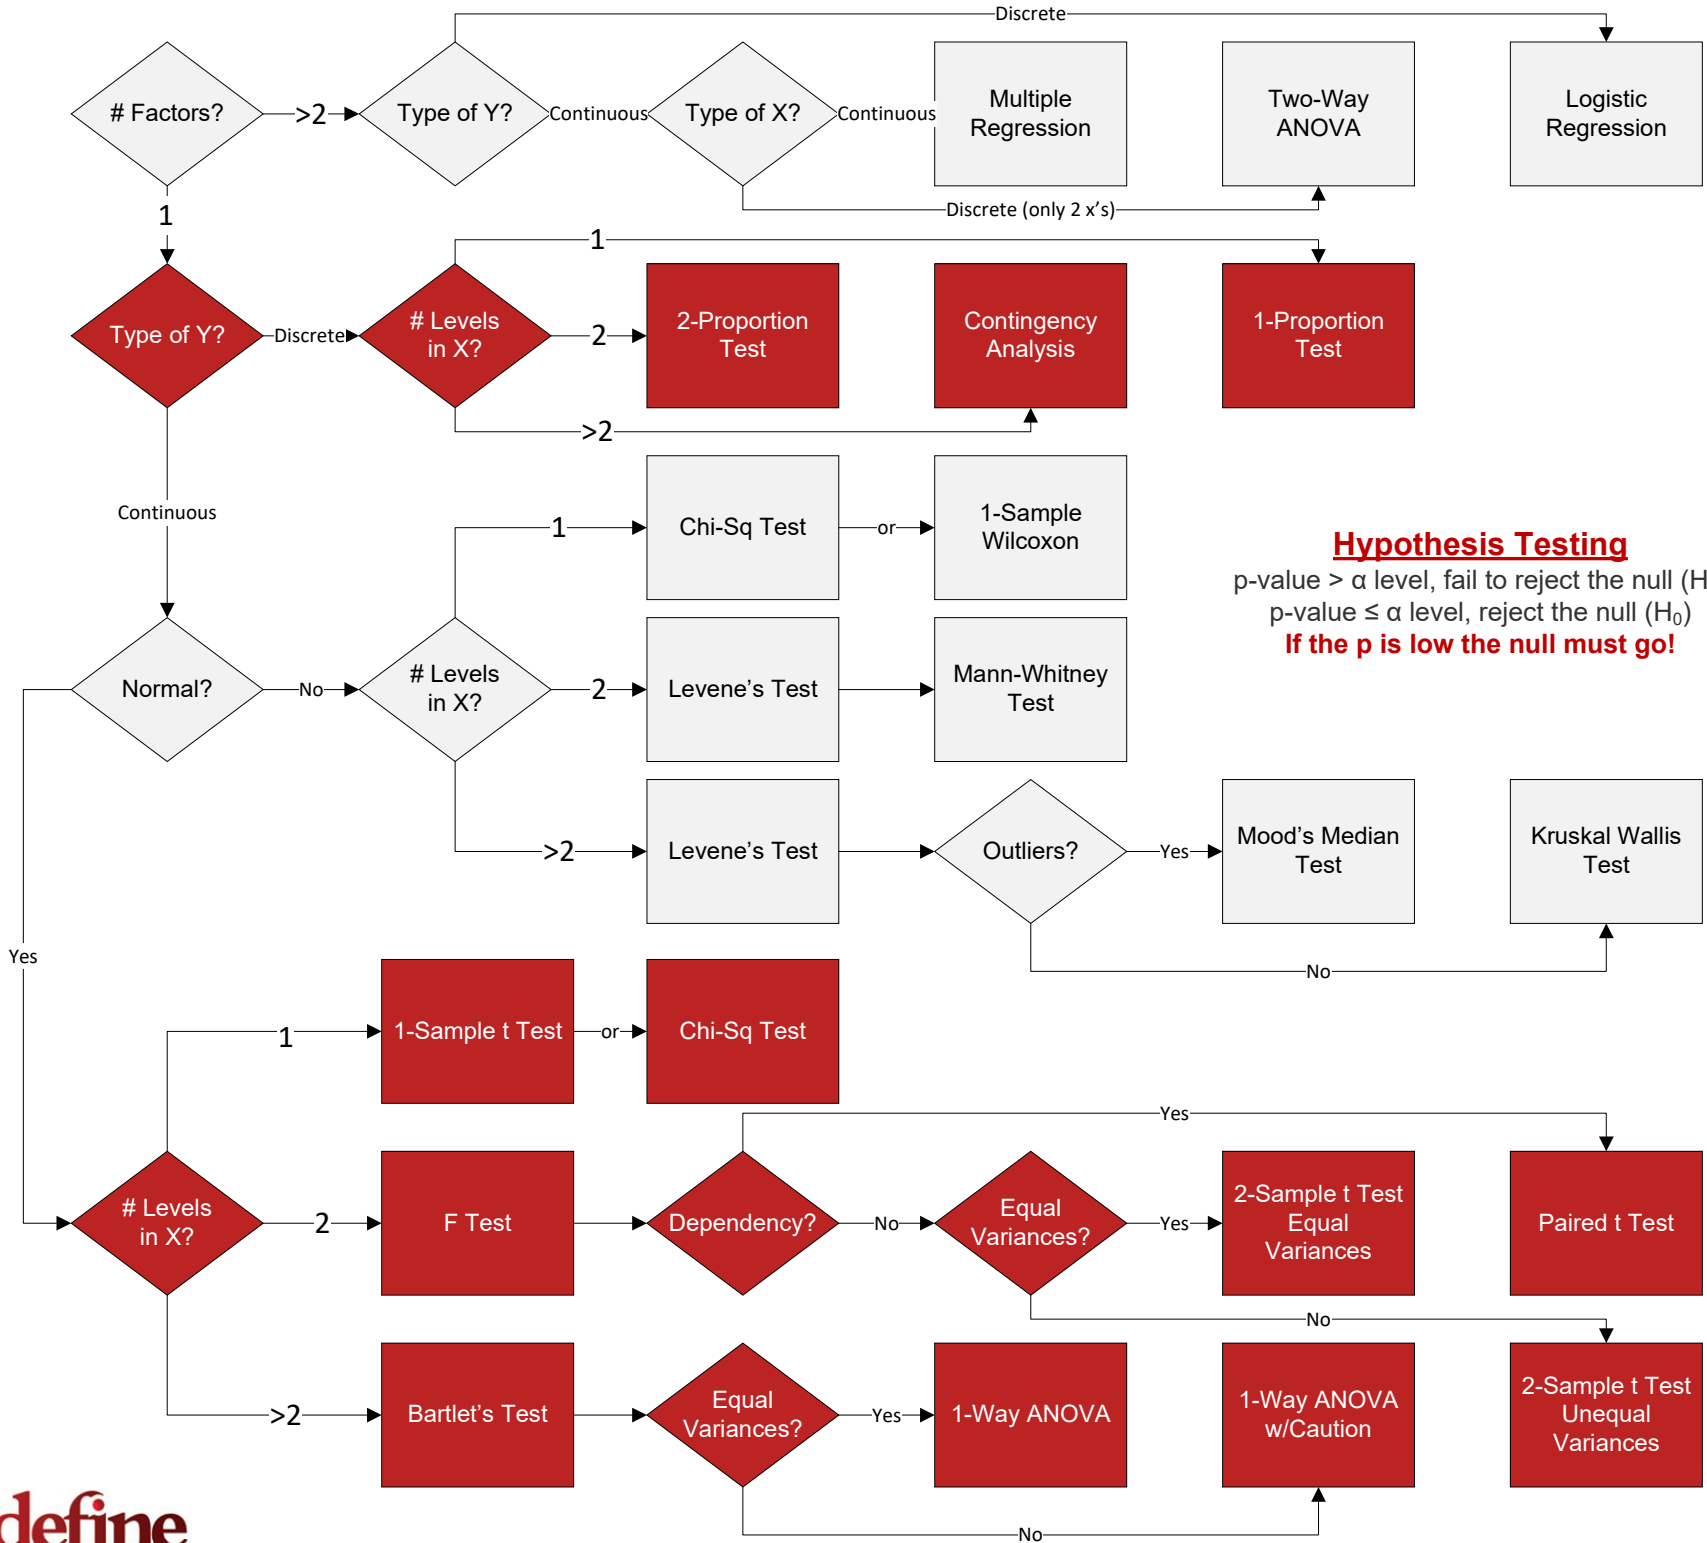 Discrete
# Factors?
>2
Type of Y?
Continuous
Type of X?
Continuous
Multiple
Regression
Two-Way
ANOVA
Logistic
Regression
Discrete (only 2 x's)
1
1
Type of Y?
Discrete
# Levels
in X?
2
2-Proportion
Test
Contingency
Analysis
1-Proportion
Test
>2
Continuous
1
Chi-Sq Test
or
1-Sample
Wilcoxon
Hypothesis Testing
p-value > α level, fail to reject the null (H
p-value ≤ α level, reject the null (H₀)
If the p is low the null must go!
Normal?
No
# Levels
in X?
2
Levene’s Test
Mann-Whitney
Test
>2
Levene’s Test
Outliers?
Yes
Mood’s Median
Test
Kruskal Wallis
Test
No
Yes
1
1-Sample t Test
or
Chi-Sq Test
Yes
# Levels
in X?
2
F Test
Dependency?
No
Equal
Variances?
Yes
2-Sample t Test
Equal
Variances
Paired t Test
No
>2
Bartlet’s Test
Equal
Variances?
Yes
1-Way ANOVA
1-Way ANOVA
w/Caution
2-Sample t Test
Unequal
Variances
No
define